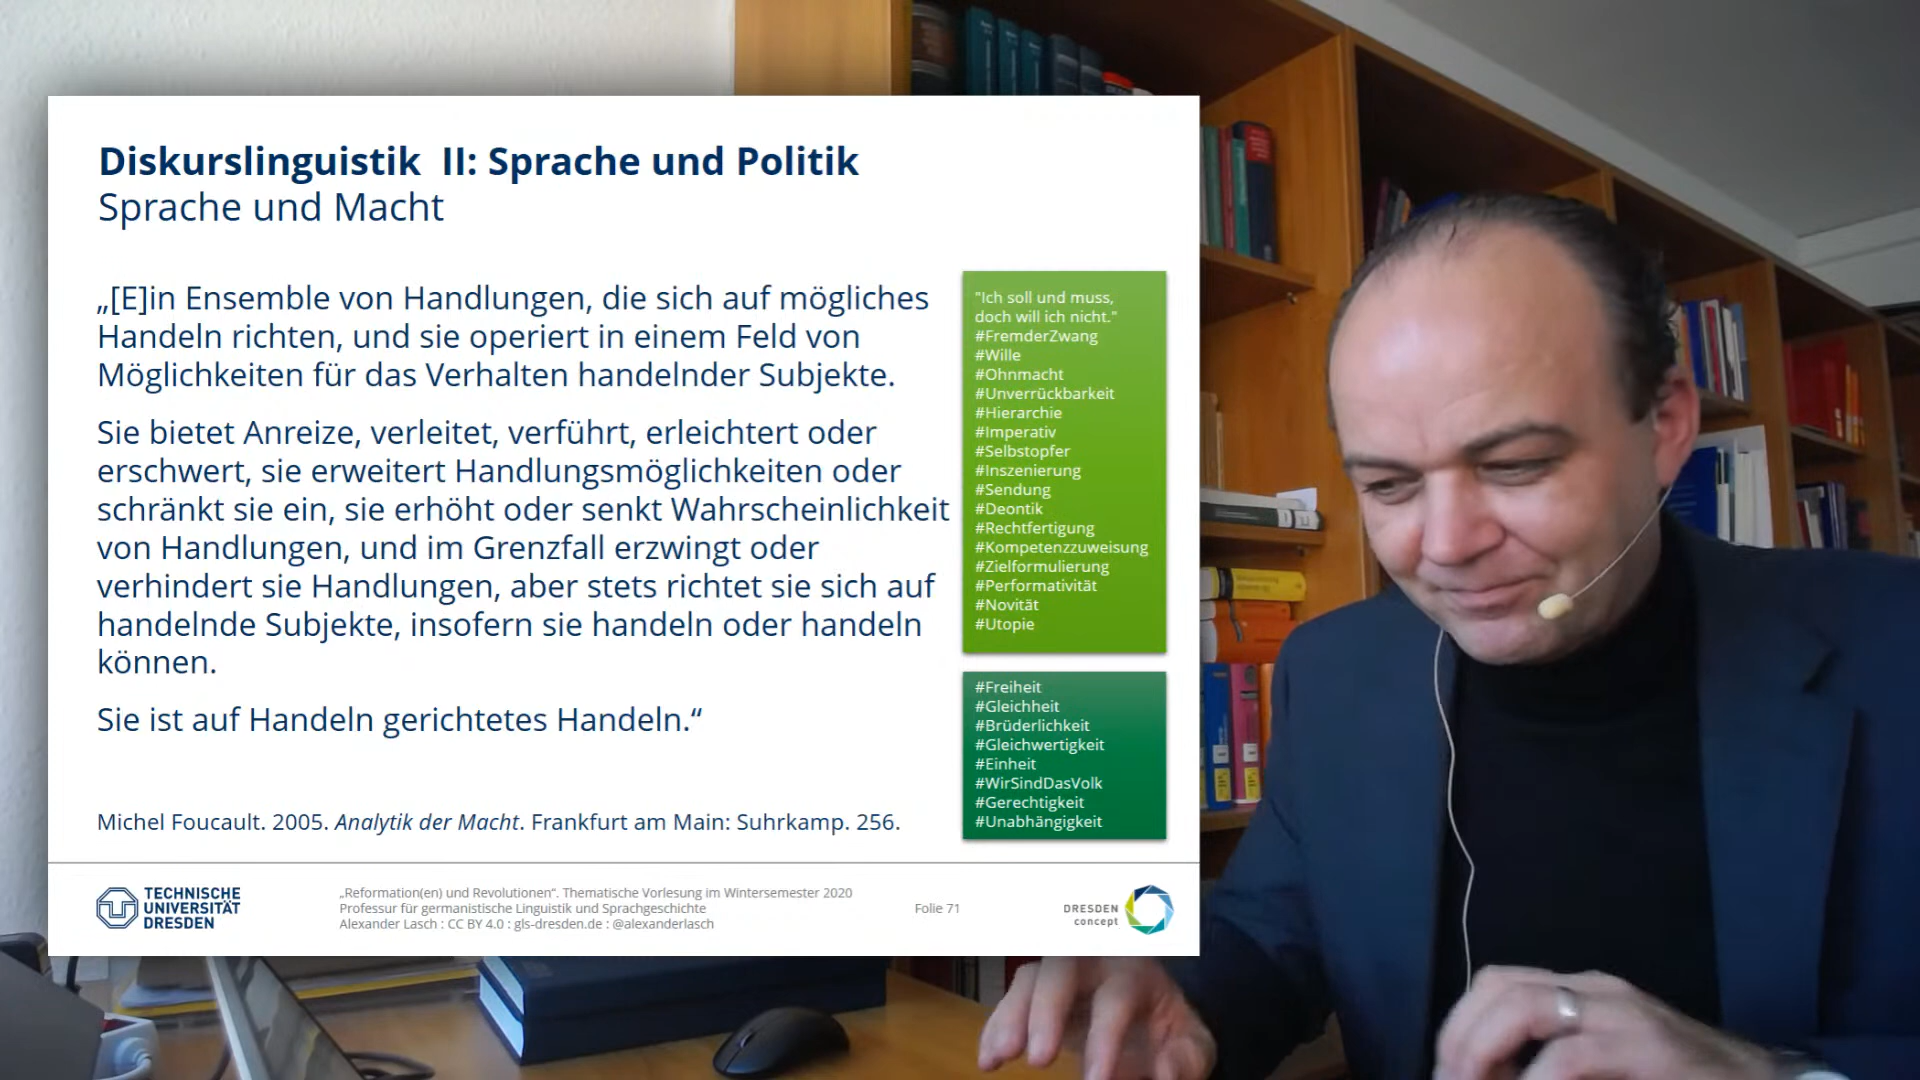 Diskurslinguistik  II: Sprache und Politik
Sprache und Macht
„[E]in Ensemble von Handlungen, die sich auf mögliches
Handeln richten, und sie operiert in einem Feld von
Möglichkeiten für das Verhalten handelnder Subjekte.
Sie bietet Anreize, verleitet, verführt, erleichtert oder
erschwert, sie erweitert Handlungsmöglichkeiten oder
schränkt sie ein, sie erhöht oder senkt Wahrscheinlichkeit
von Handlungen, und im Grenzfall erzwingt oder
verhindert sie Handlungen, aber stets richtet sie sich auf
handelnde Subjekte, insofern sie handeln oder handeln
können.
Sie ist auf Handeln gerichtetes Handeln.“
Michel Foucault. 2005. Analytik der Macht. Frankfurt am Main: Suhrkamp. 256.
"Ich soll und muss,
doch will ich nicht."
#FremderZwang
#Wille
#Ohnmacht
#Unverrückbarkeit
#Hierarchie
#Imperativ
#Selbstopfer
#Inszenierung
#Sendung
#Deontik
#Rechtfertigung
#Kompetenzzuweisung
#Zielformulierung
#Performativität
#Novität
#Utopie
#Freiheit
#Gleichheit
#Brüderlichkeit
#Gleichwertigkeit
#Einheit
#WirSindDasVolk
#Gerechtigkeit
#Unabhängigkeit
TECHNISCHE
UNIVERSITÄT
DRESDEN
„Reformation(en) und Revolutionen“. Thematische Vorlesung im Wintersemester 2020
Professur für germanistische Linguistik und Sprachgeschichte
Alexander Lasch : CC BY 4.0 : gls-dresden.de : @alexanderlasch
Folie 71
DRESDEN
concept